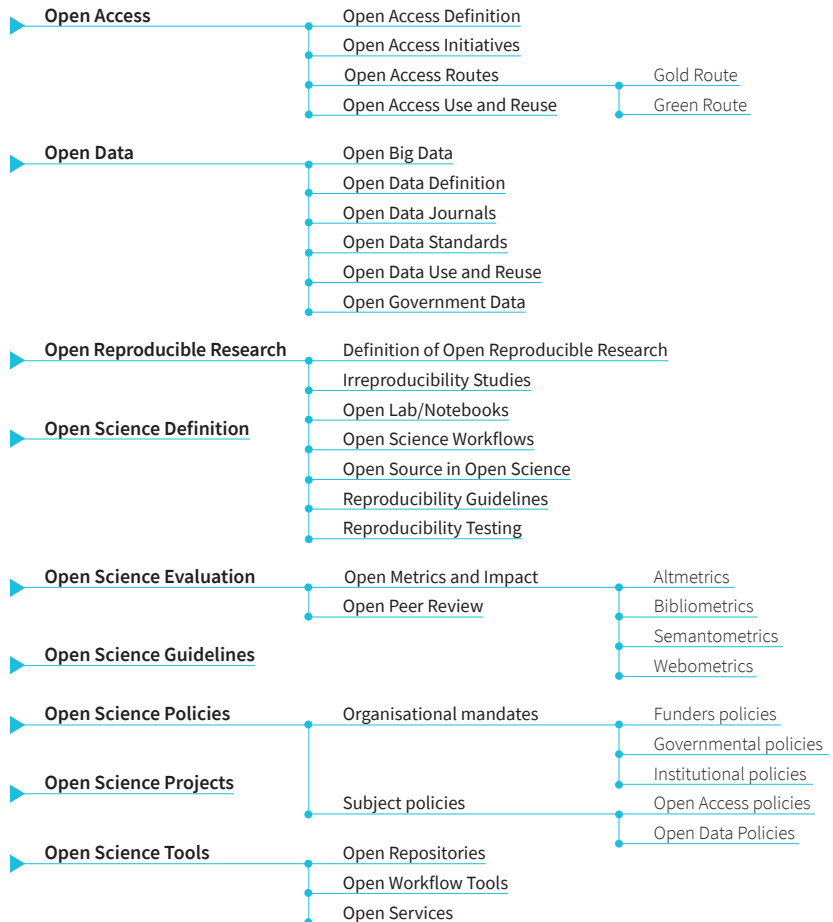 Open Access
Open Access Definition
Open Access Initiatives
Open Access Routes
Gold Route
Open Access Use and Reuse
Green Route
Open Data
Open Big Data
Open Data Definition
Open Data Journals
Open Data Standards
Open Data Use and Reuse
Open Government Data
Open Reproducible Research
Definition of Open Reproducible Research
Irreproducibility Studies
Open Lab/Notebooks
Open Science Definition
Open Science Workflows
Open Source in Open Science
Reproducibility Guidelines
Reproducibility Testing
Open Science Evaluation
Open Metrics and Impact
Altmetrics
Open Peer Review
Bibliometrics
Semantometrics
Open Science Guidelines
Webometrics
Open Science Policies
Organisational mandates
Funders policies
Governmental policies
Institutional policies
Open Science Projects
Subject policies
Open Access policies
Open Data Policies
Open Science Tools
Open Repositories
Open Workflow Tools
Open Services